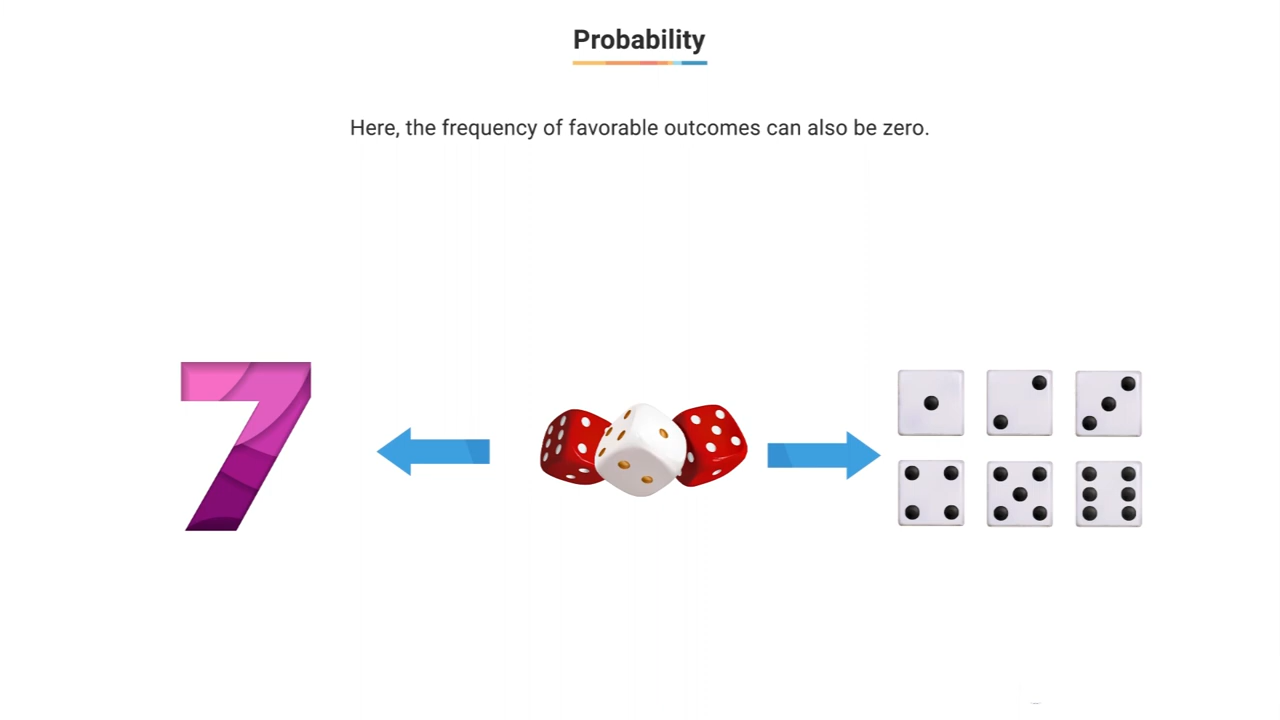 Probability
Here, the frequency of favorable outcomes can also be zero.
7